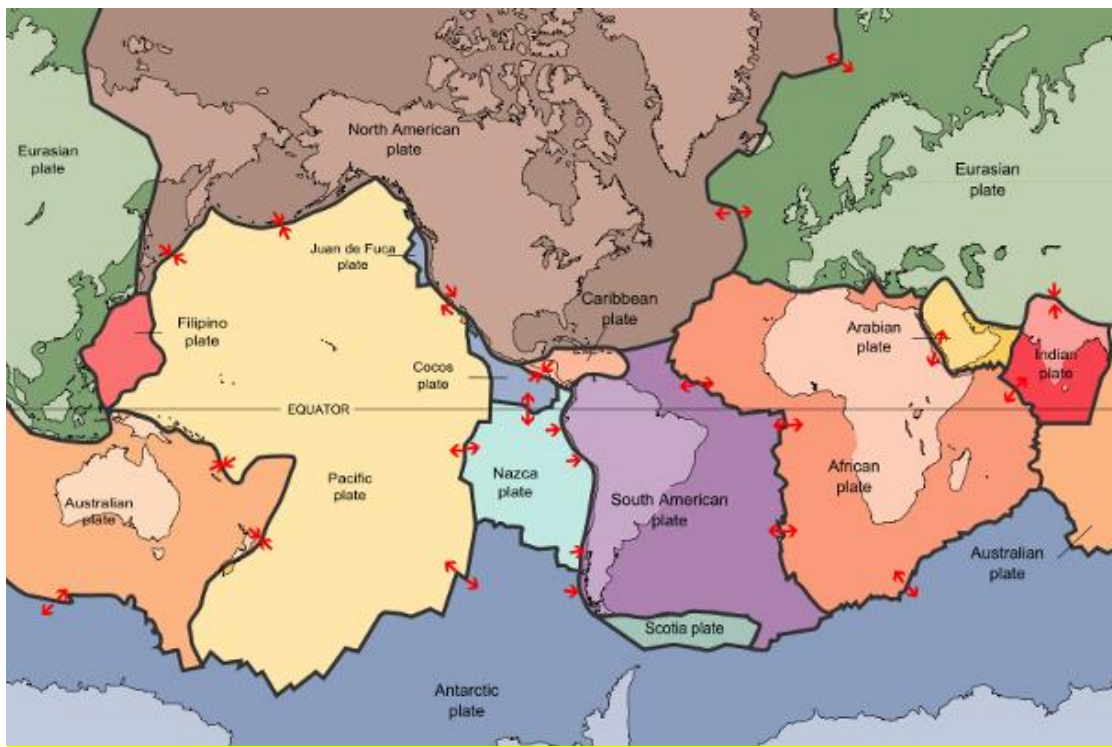 North American
plate
Eurasian
plate
Eurasian
plate
Juan de Fuca
plate
Caribbean
plate
Filipino
plate
Arabian
plate
Indian
plate
Cocos
plate
EQUATOR
Pacific
plate
Nazca
plate
African
plate
Australian
plate
South American
plate
Australian
plate
Scotia plate
Antarctic
plate